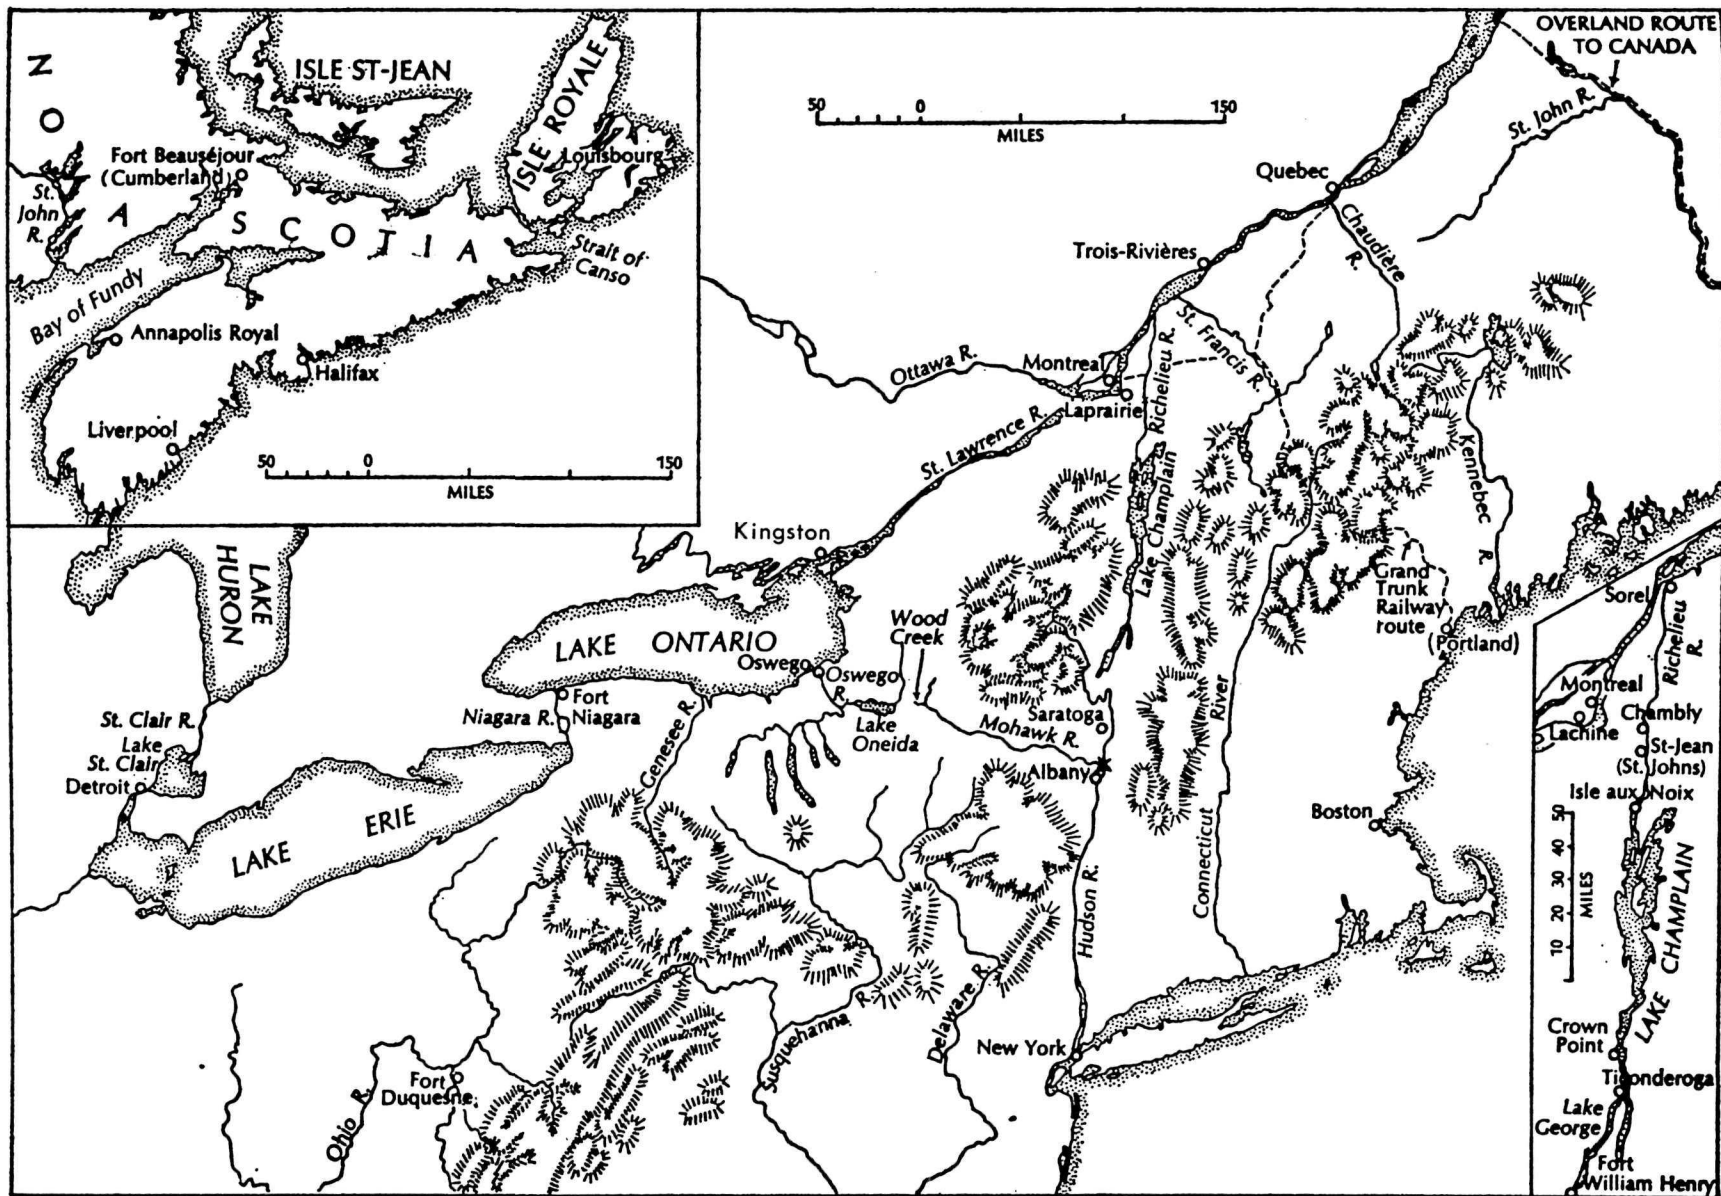 NOVA SCOTIA
ISLE ST-JEAN
ISLE ROYALE
Louisbourg
Fort Beauséjour
(Cumberland)
St.
John
R.
Bay of Fundy
Strait of
Canso
Annapolis Royal
Halifax
Liverpool
50 0 150
MILES
50 0 150
MILES
OVERLAND ROUTE
TO CANADA
St. John R.
Quebec
Chaudière
R.
Trois-Rivières
St. Francis R.
Richelieu R.
Ottawa R.
Montreal
Laprairie
St. Lawrence R.
Lake Champlain
Kennebec
R.
Kingston
LAKE
HURON
LAKE ONTARIO
Wood
Creek
Grand
Trunk
Railway
route
(Portland)
Oswego
Oswego
R.
Fort
Niagara
Niagara R.
Genesee R.
Lake
Oneida
Mohawk R.
Saratoga
Albany
Connecticut River
St. Clair R.
Lake
St. Clair
Detroit
LAKE ERIE
Boston
Hudson R.
Susquehanna R.
Delaware R.
New York
Fort
Duquesne
Ohio R.
Sorel
Richelieu
R.
Montreal
Lachine
Chambly
St-Jean
(St. Johns)
Isle aux Noix
50
40
30
20
10
MILES
LAKE CHAMPLAIN
Crown
Point
Ticonderoga
Lake
George
Fort
William Henry